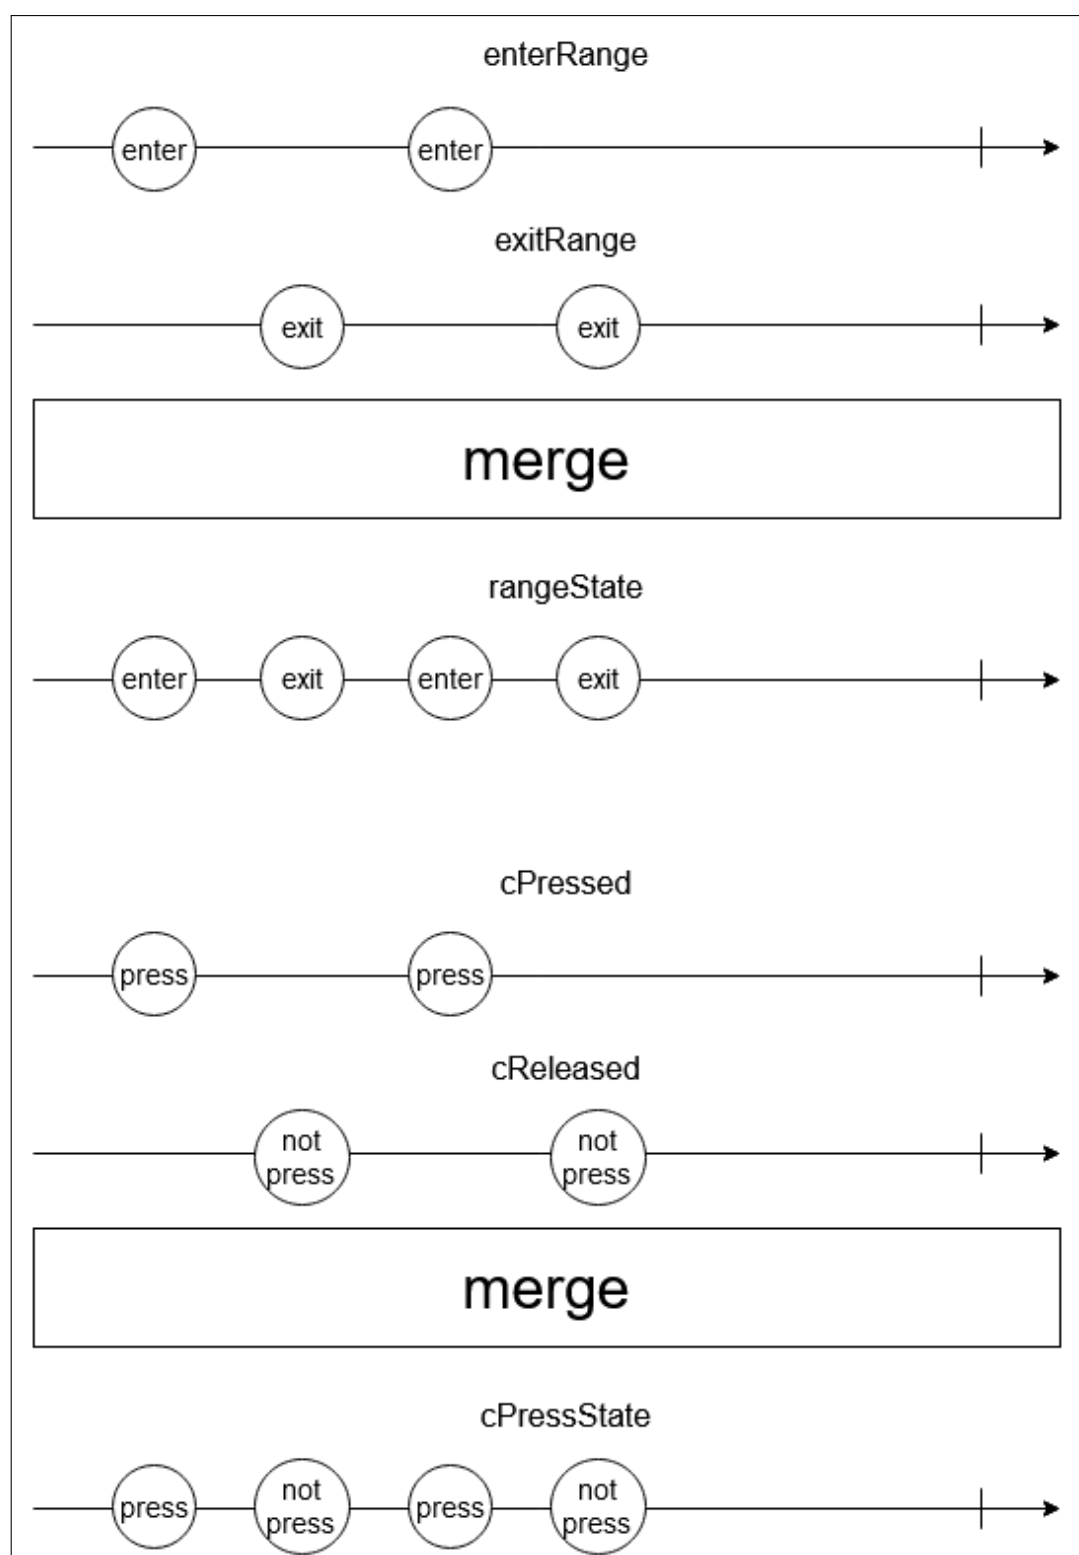 enterRange
enter enter
exitRange
exit exit
merge
rangeState
enter exit enter exit
cPressed
press press
cReleased
not not
press press
merge
cPressState
press not press press not press